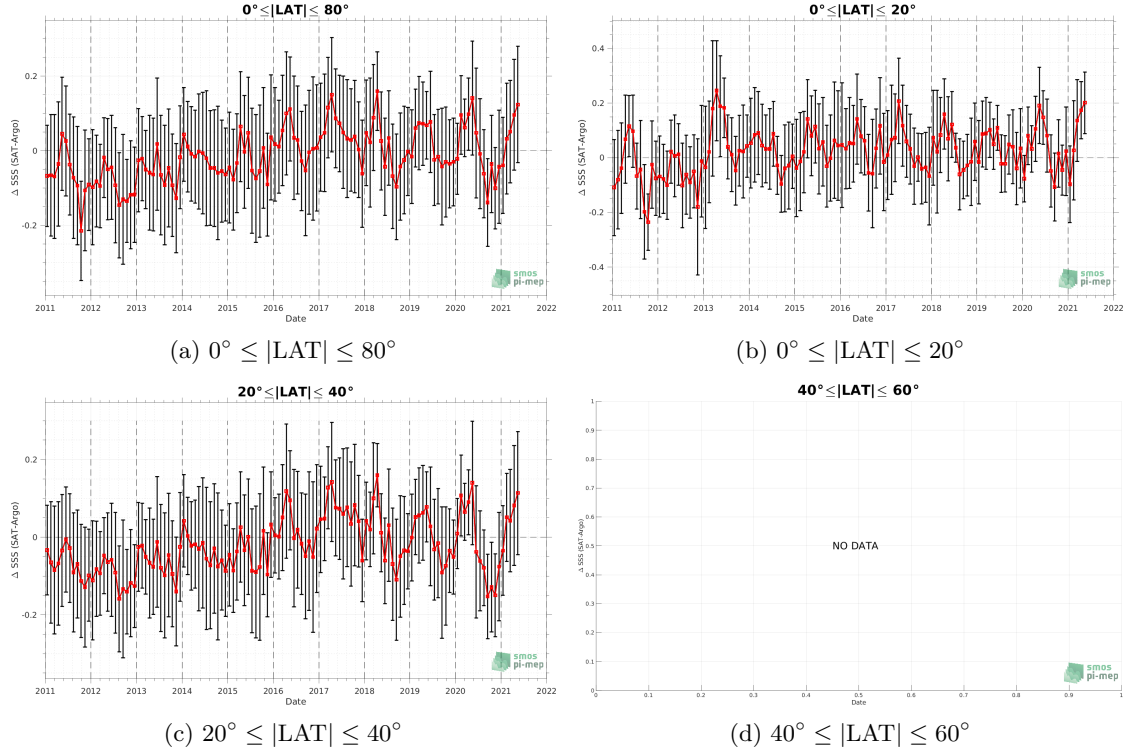 0°≤|LAT|≤ 80°
Δ SSS (SAT-Argo)
0.2
0
-0.2
2011 2012 2013 2014 2015 2016 2017 2018 2019 2020 2021 2022
Date
smos
pi-mep
(a) 0° ≤ |LAT| ≤ 80°
0°≤|LAT|≤ 20°
Δ SSS (SAT-Argo)
0.4
0.2
0
-0.2
-0.4
2011 2012 2013 2014 2015 2016 2017 2018 2019 2020 2021 2022
Date
smos
pi-mep
(b) 0° ≤ |LAT| ≤ 20°
20°≤|LAT|≤ 40°
Δ SSS (SAT-Argo)
0.2
0
-0.2
2011 2012 2013 2014 2015 2016 2017 2018 2019 2020 2021 2022
Date
smos
pi-mep
(c) 20° ≤ |LAT| ≤ 40°
40°≤|LAT|≤ 60°
Δ SSS (SAT-Argo)
1
0.9
0.8
0.7
0.6
0.5
0.4
0.3
0.2
0.1
0
NO DATA
0 0.1 0.2 0.3 0.4 0.5 0.6 0.7 0.8 0.9 1
Date
smos
pi-mep
(d) 40° ≤ |LAT| ≤ 60°